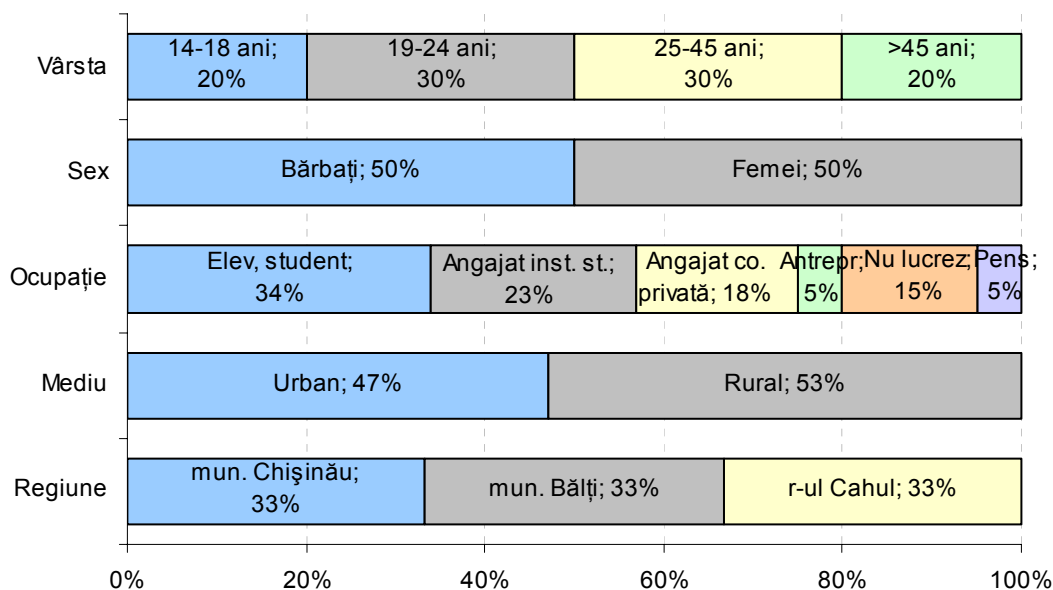 Vârsta
14-18 ani;
20%
19-24 ani;
30%
25-45 ani;
30%
>45 ani;
20%
Sex
Bărbați; 50%
Femei; 50%
Ocupație
Elev, student;
34%
Angajat inst. st.;
23%
Angajat co.
privată; 18%
Antrepr;
5%
Nu lucrez;
15%
Pens;
5%
Mediu
Urban; 47%
Rural; 53%
Regiune
mun. Chişinău;
33%
mun. Bălți; 33%
r-ul Cahul; 33%
0%
20%
40%
60%
80%
100%